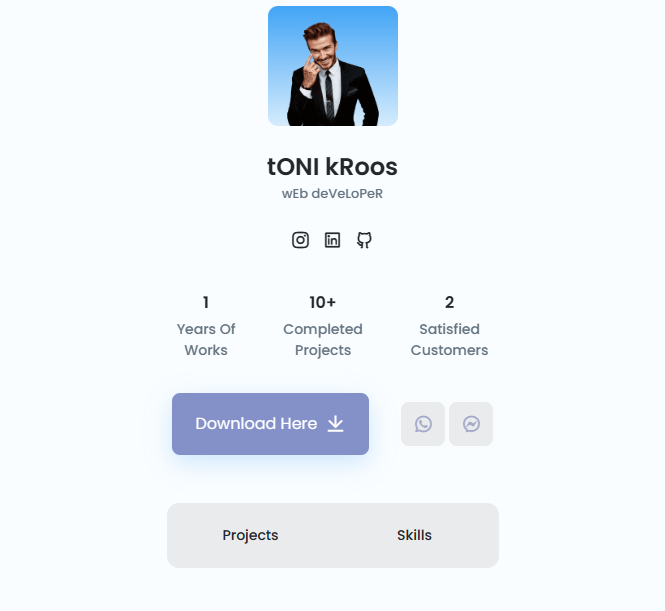 tONI kRoos
wEb deVeLoPeR
1
Years Of
Works
10+
Completed
Projects
2
Satisfied
Customers
Download Here
Projects
Skills